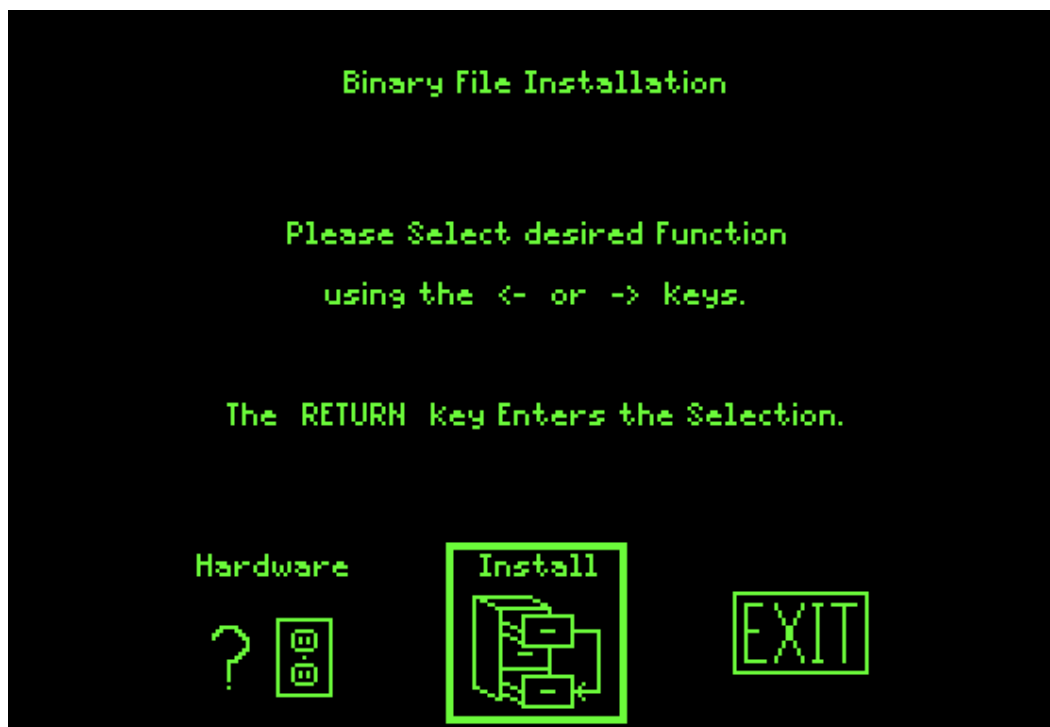 Binary File Installation
Please Select desired Function
using the <- or -> keys.
The RETURN key Enters the Selection.
Hardware
Install
EXIT
?